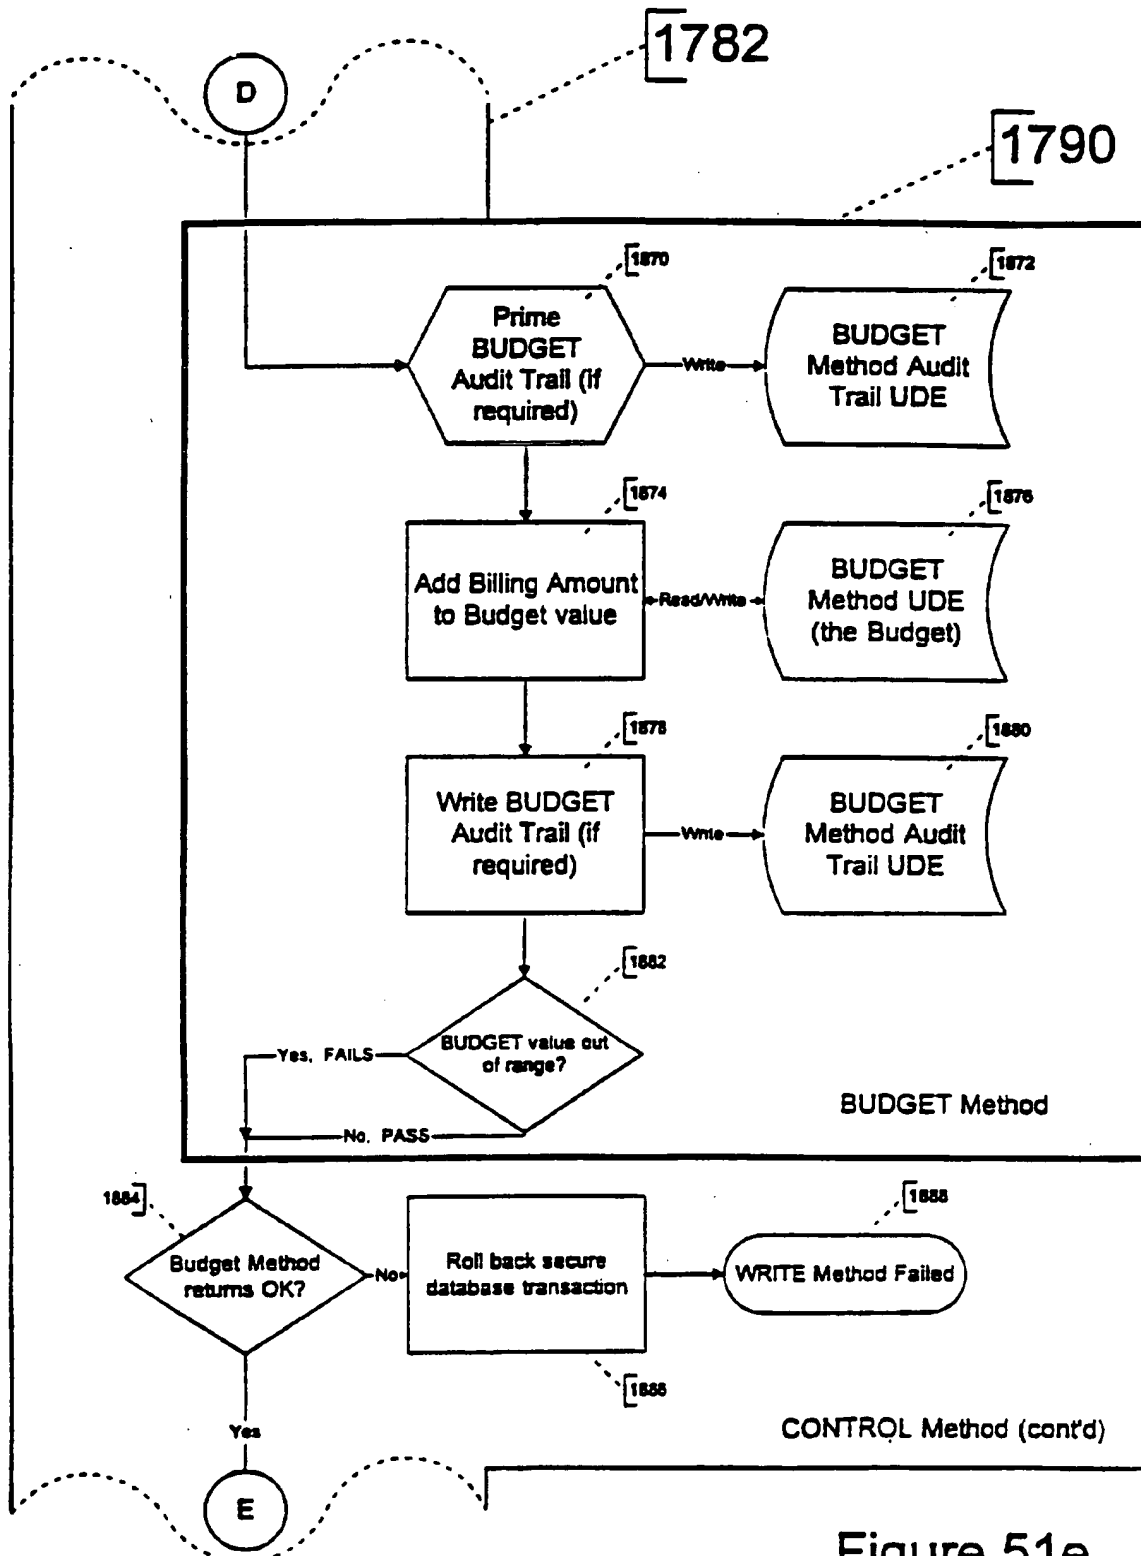 1782
D
1790
1870
1872
Prime
BUDGET
Audit Trail (if
required)
Write
BUDGET
Method Audit
Trail UDE
1874
1876
Add Billing Amount
to Budget value
Read/Write
BUDGET
Method UDE
(the Budget)
1878
1880
Write BUDGET
Audit Trail (if
required)
Write
BUDGET
Method Audit
Trail UDE
1882
BUDGET value out
of range?
Yes, FAILS
No, PASS
BUDGET Method
1884
1888
Budget Method
returns OK?
No
Roll back secure
database transaction
WRITE Method Failed
1886
Yes
CONTROL Method (cont'd)
E
Figure 51e